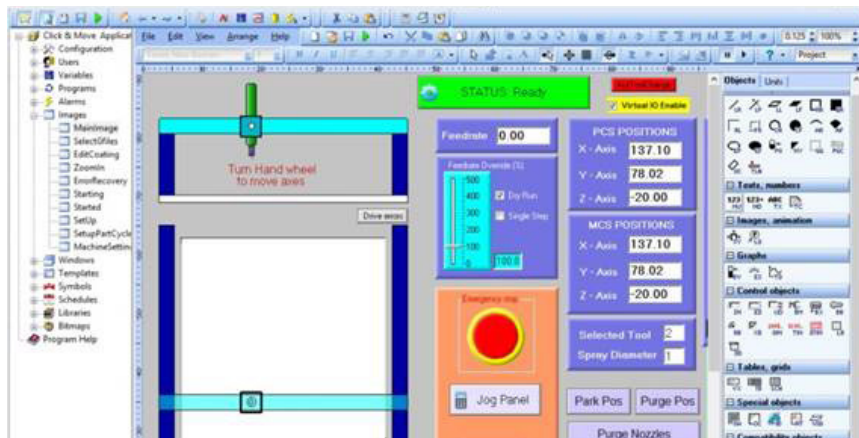 Click & Move Applicat
Configuration
Users
Variables
Programs
Alarms
Images
MainImage
SelectGfiles
EditCoating
ZoomIn
ErrorRecovery
Starting
Started
SetUp
SetupPartCycle
MachineSetting
Windows
Templates
Symbols
Schedules
Libraries
Bitmaps
Program Help
File Edit View Arrange Help
0.125
100%
Project
Turn Hand wheel
to move axes
Drive axes
STATUS: Ready
Virtual IO Enable
Feedrate 0.00
Feedrate Override (%)
500
400
300
200
100
0
Dry Run
Single Step
100.0
Emergency stop
Jog Panel
PCS POSITIONS
X - Axis 137.10
Y - Axis 78.02
Z - Axis -20.00
MCS POSITIONS
X - Axis 137.10
Y - Axis 78.02
Z - Axis -20.00
Selected Tool 2
Spray Diameter 1
Park Pos
Purge Pos
Purge Nozzles
Objects
Units
Texts, numbers
Images, animation
Graphs
Control objects
Tables, grids
Special objects